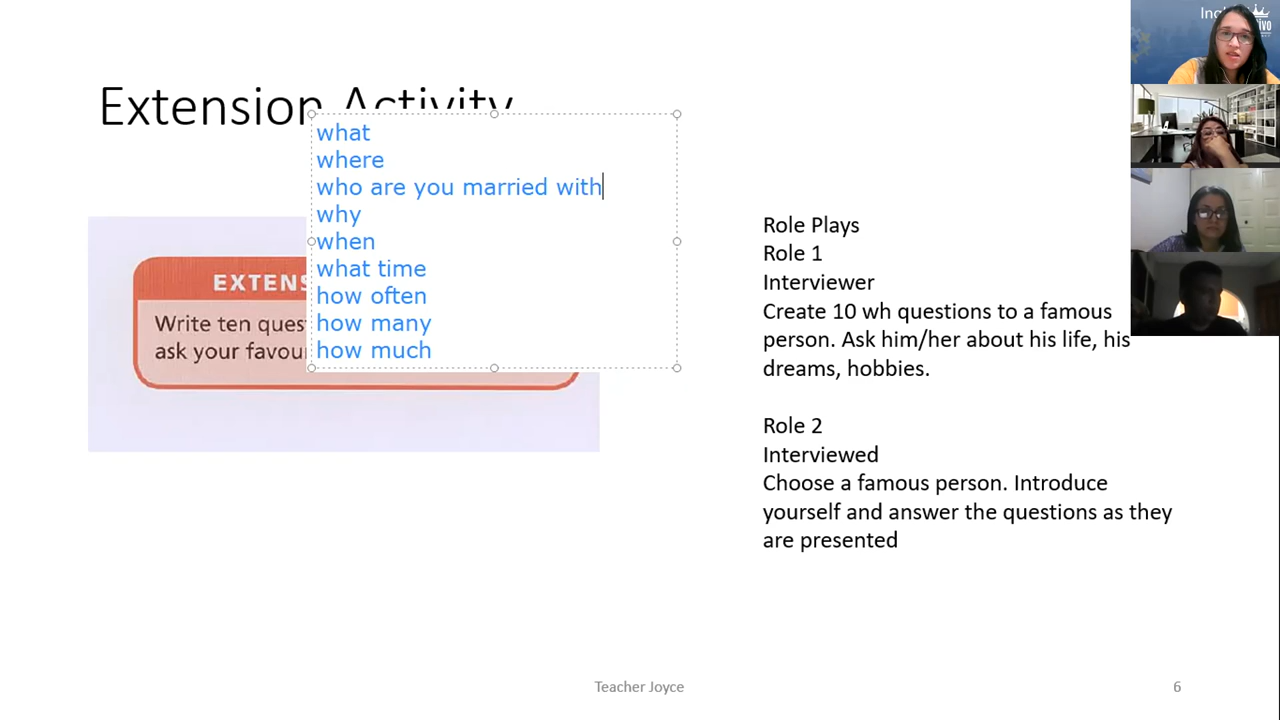 Extension Activity
what
where
who are you married with
why
when
what time
how often
how many
how much
EXTENS
Write ten ques
ask your favou
Role Plays
Role 1
Interviewer
Create 10 wh questions to a famous
person. Ask him/her about his life, his
dreams, hobbies.
Role 2
Interviewed
Choose a famous person. Introduce
yourself and answer the questions as they
are presented
Teacher Joyce
6